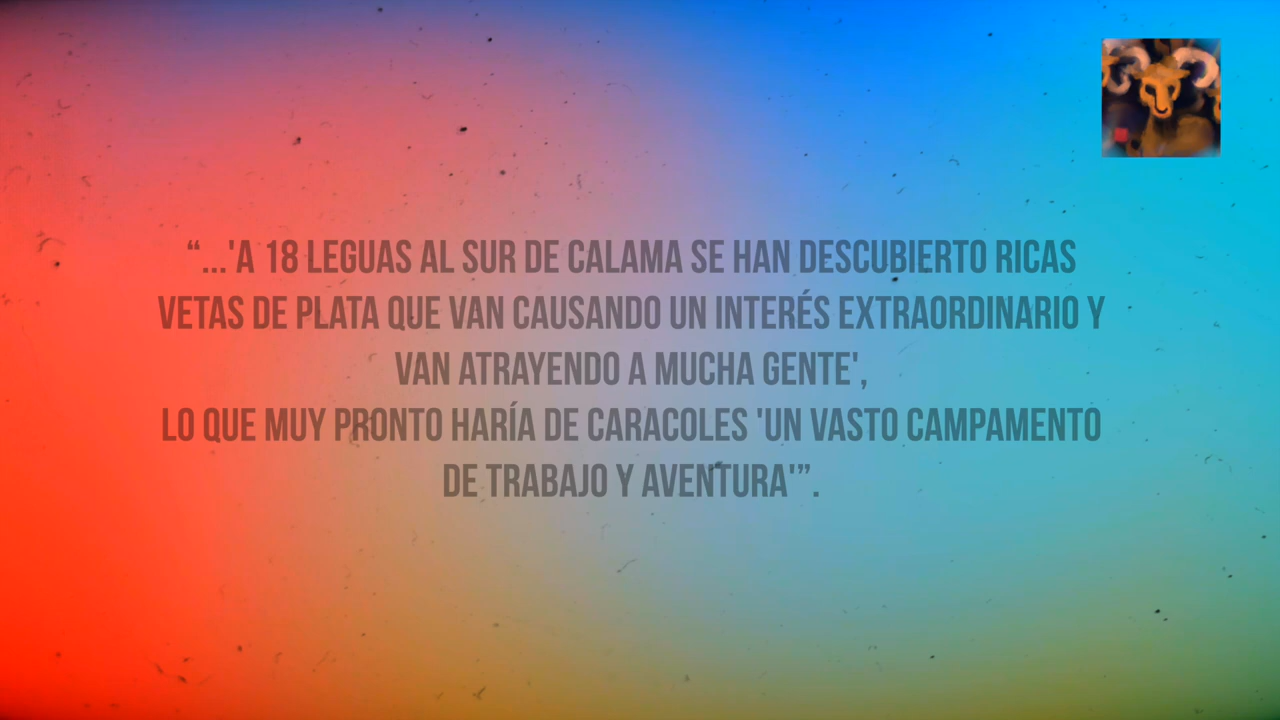 “...'A 18 LEGUAS AL SUR DE CALAMA SE HAN DESCUBIERTO RICAS
VETAS DE PLATA QUE VAN CAUSANDO UN INTERÉS EXTRAORDINARIO Y
VAN ATRAYENDO A MUCHA GENTE',
LO QUE MUY PRONTO HARÍA DE CARACOLES 'UN VASTO CAMPAMENTO
DE TRABAJO Y AVENTURA'”.